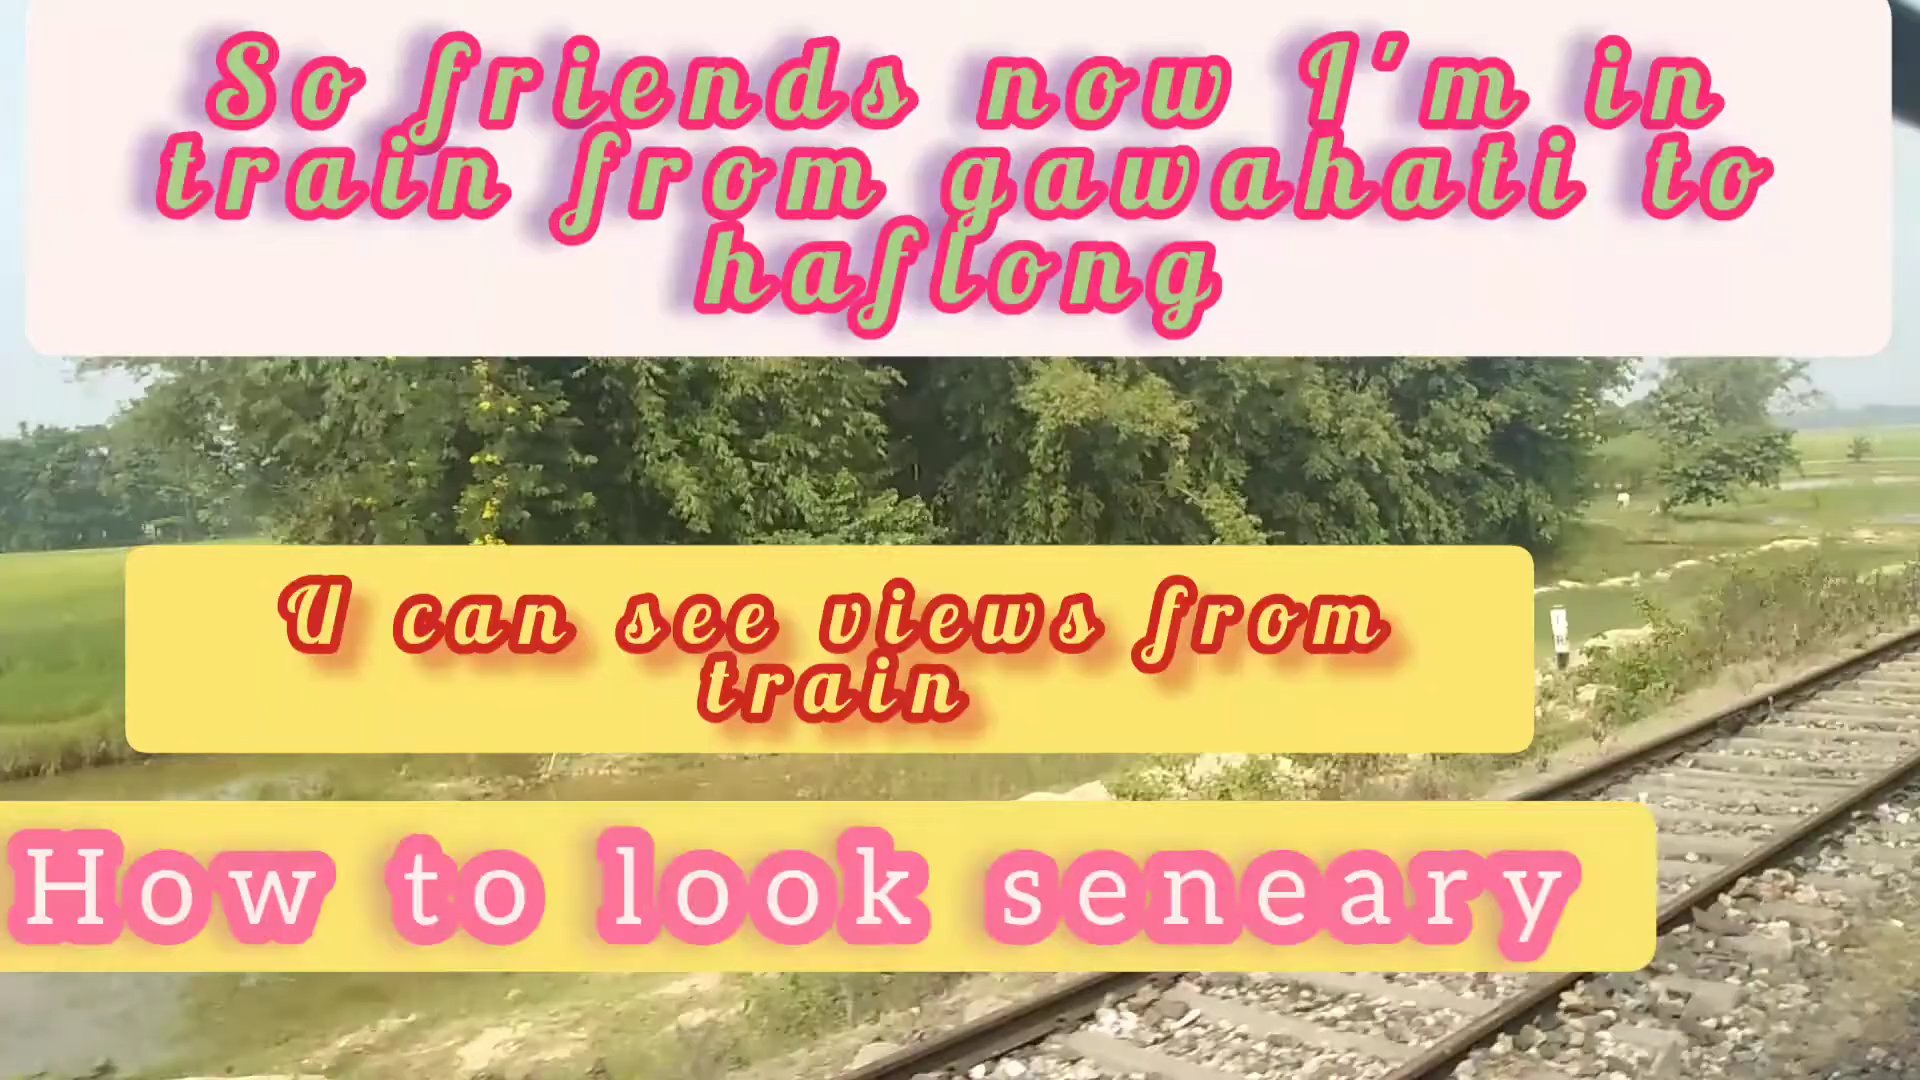 So friends now I'm in
train from gawahati to
haflong
U can see views from
train
How to look seneary